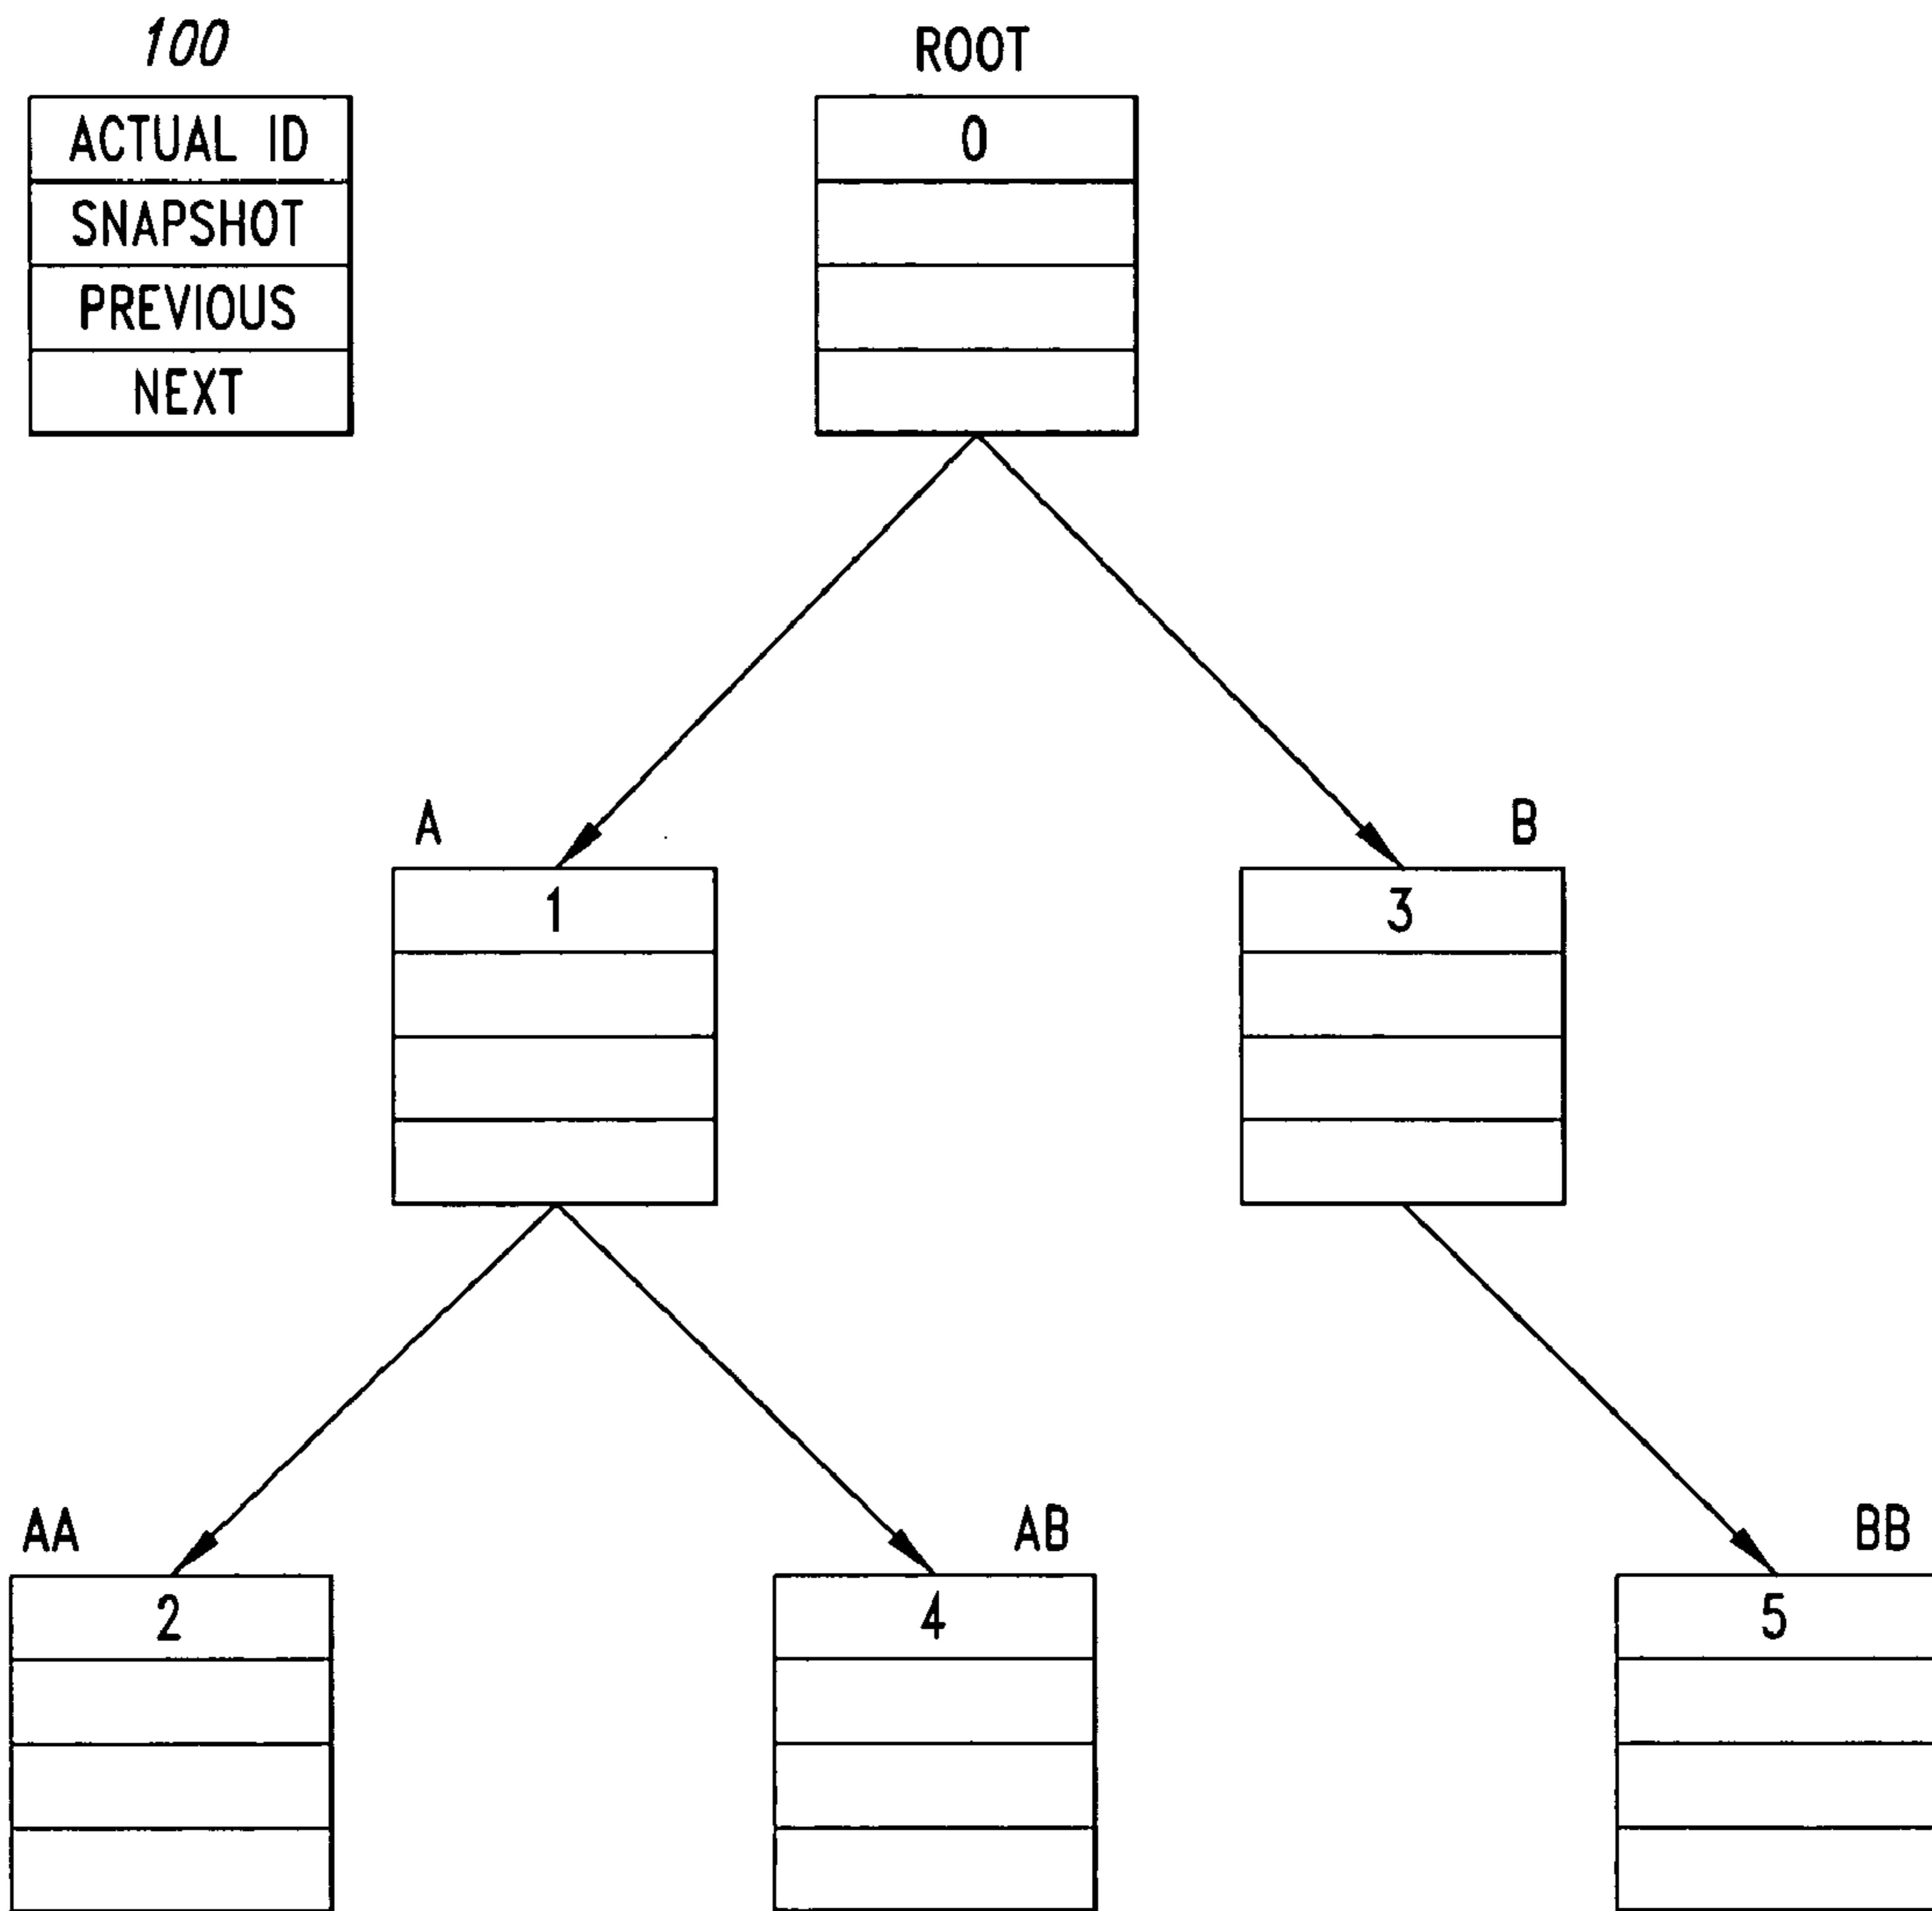 100
ROOT
ACTUAL ID
SNAPSHOT
PREVIOUS
NEXT
0
A
B
1
3
AA
AB
BB
2
4
5